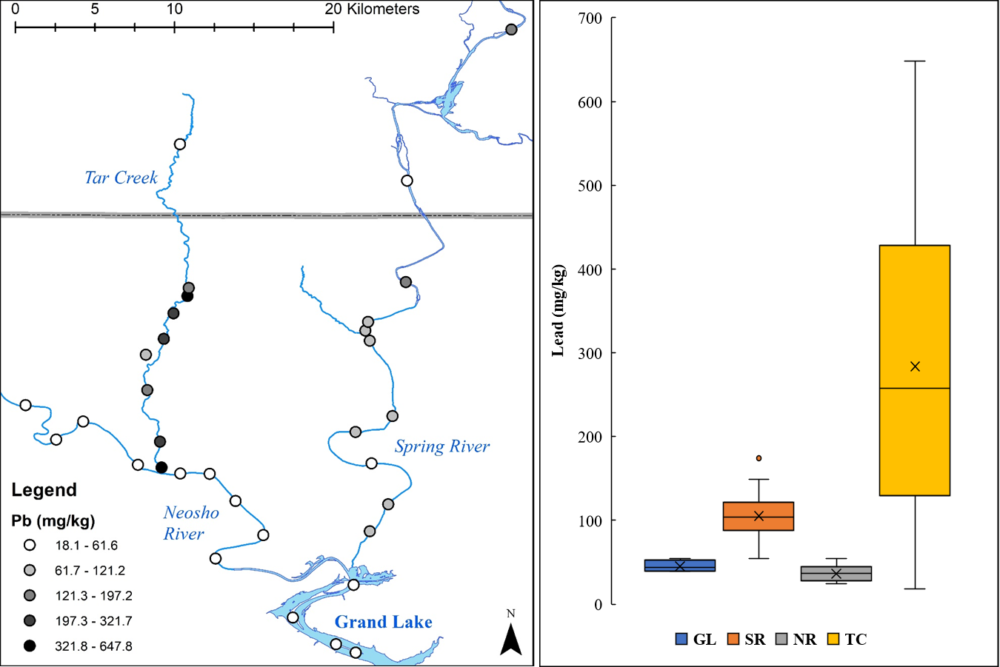 0 5 10 20 Kilometers
Tar Creek
Spring River
Neosho
River
Grand Lake
N
Legend
Pb (mg/kg)
18.1 - 61.6
61.7 - 121.2
121.3 - 197.2
197.3 - 321.7
321.8 - 647.8
Lead (mg/kg)
700
600
500
400
300
200
100
0
GL SR NR TC